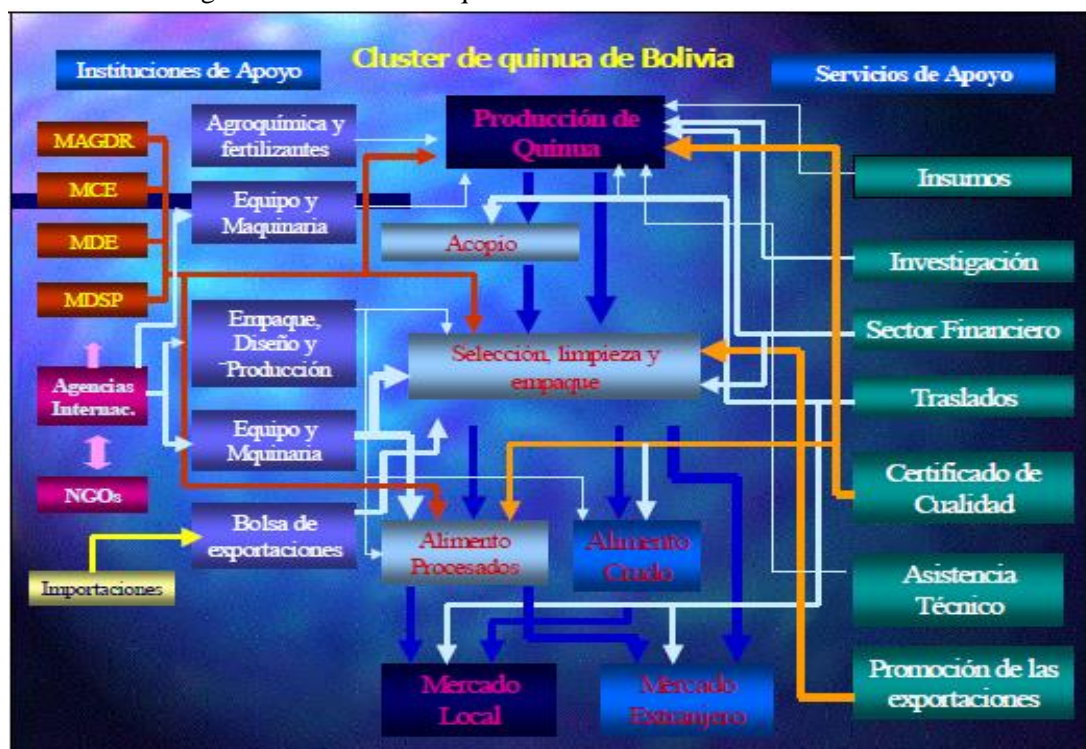 Cluster de quinua de Bolivia
Instituciones de Apoyo
Servicios de Apoyo
MAGDR
MCE
MDE
MDSP
Agencias
Internac.
NGOs
Importaciones
Agroquímica y
fertilizantes
Equipo y
Maquinaria
Empaque,
Diseño y
Producción
Equipo y
Mquinaria
Bolsa de
exportaciones
Producción de
Quinua
Acopio
Selección, limpieza y
empaque
Alimento
Procesados
Alimento
Crudo
Mercado
Local
Mercado
Extranjero
Insumos
Investigación
Sector Financiero
Traslados
Certificado de
Cualidad
Asistencia
Técnico
Promoción de las
exportaciones